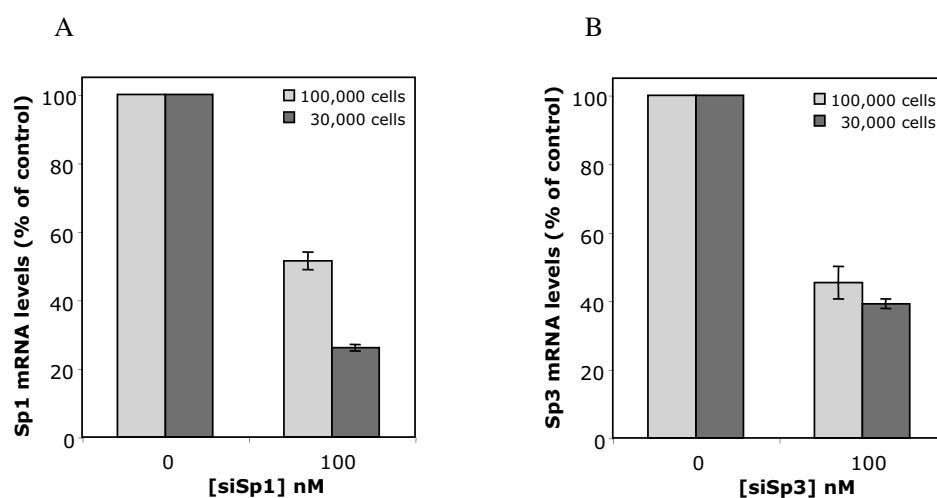 A
Sp1 mRNA levels (% of control)
100
80
60
40
20
0
100,000 cells
30,000 cells
0
100
[siSp1] nM
B
Sp3 mRNA levels (% of control)
100
80
60
40
20
0
100,000 cells
30,000 cells
0
100
[siSp3] nM